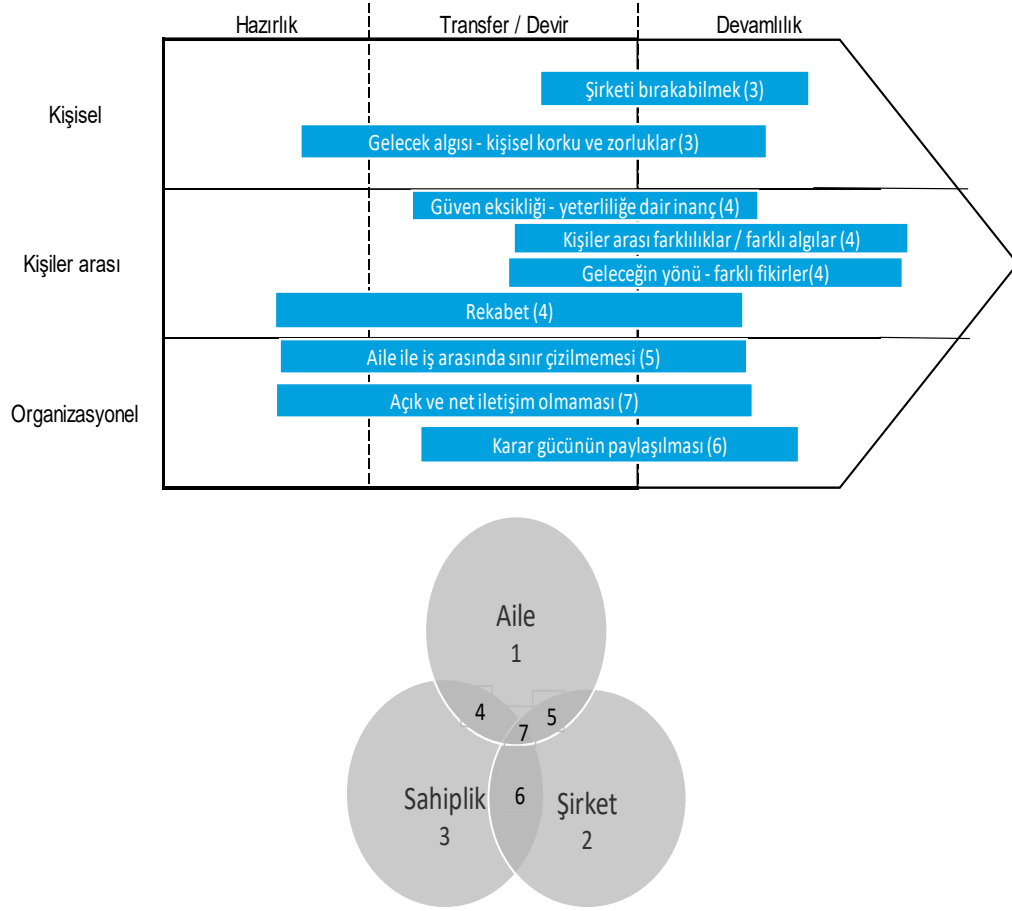 Hazırlık
Transfer / Devir
Devamlılık
Kişisel
Şirketi bırakabilmek (3)
Gelecek algısı - kişisel korku ve zorluklar (3)
Kişiler arası
Güven eksikliği - yeterliliğe dair inanç (4)
Kişiler arası farklılıklar / farklı algılar (4)
Geleceğin yönü - farklı fikirler(4)
Rekabet (4)
Organizasyonel
Aile ile iş arasında sınır çizilmemesi (5)
Açık ve net iletişim olmaması (7)
Karar gücünün paylaşılması (6)
Aile
1
4
7
5
Sahiplik
3
6
Şirket
2